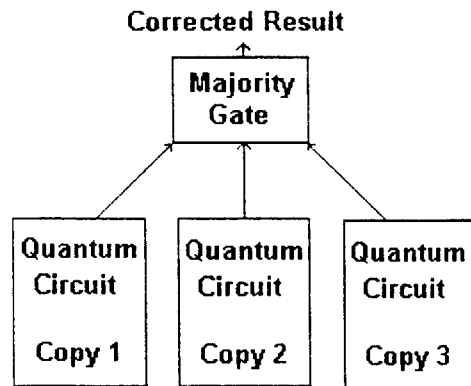 Corrected Result
Majority
Gate
Quantum
Circuit
Copy 1
Quantum
Circuit
Copy 2
Quantum
Circuit
Copy 3